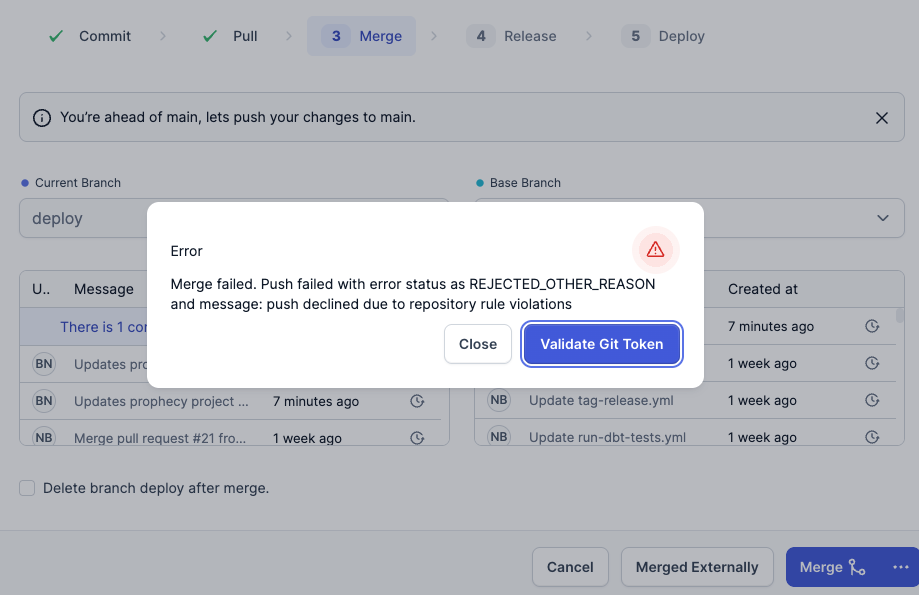 Commit
Pull
3 Merge
4 Release
5 Deploy
You're ahead of main, lets push your changes to main.
Current Branch
Base Branch
deploy
Error
Merge failed. Push failed with error status as REJECTED_OTHER_REASON
and message: push declined due to repository rule violations
Close
Validate Git Token
U.. Message
Created at
There is 1 cor
7 minutes ago
BN Updates pro
1 week ago
BN Updates prophecy project ... 7 minutes ago
NB Update tag-release.yml 1 week ago
NB Merge pull request #21 fro... 1 week ago
NB Update run-dbt-tests.yml 1 week ago
Delete branch deploy after merge.
Cancel
Merged Externally
Merge